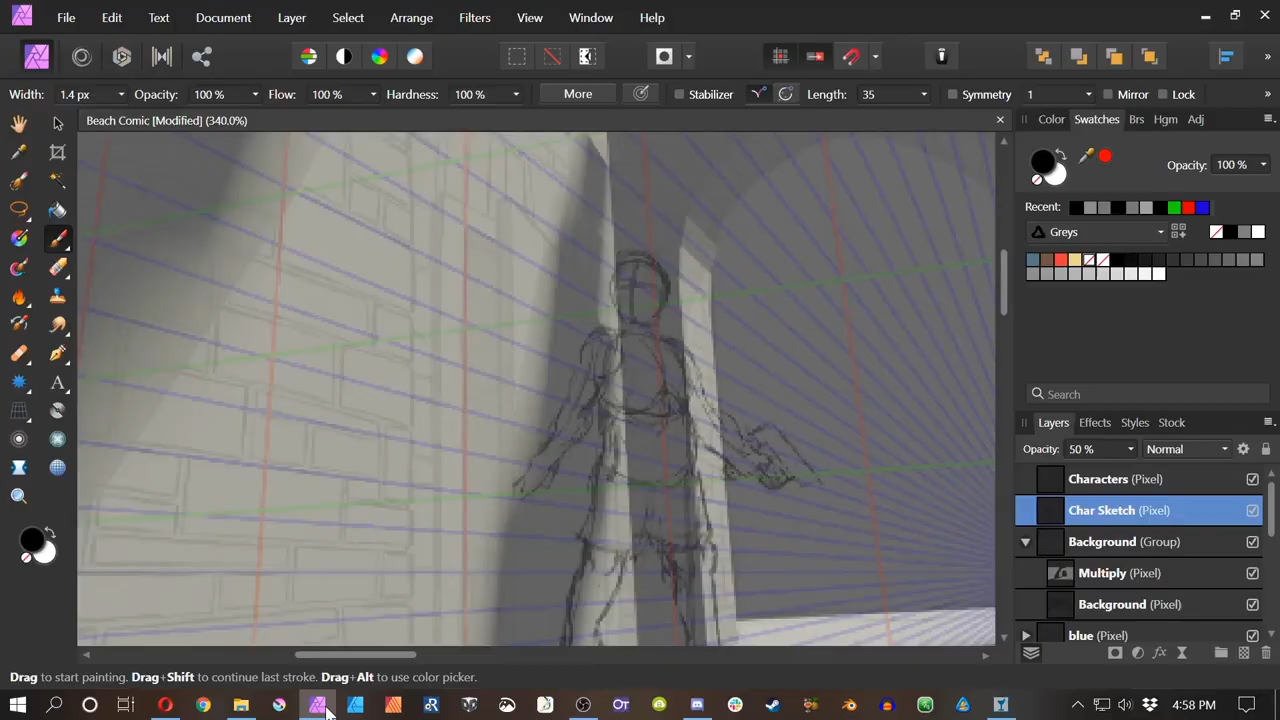 File Edit Text Document Layer Select Arrange Filters View Window Help
Width: 1.4 px Opacity: 100 % Flow: 100 % Hardness: 100 % More Stabilizer Length: 35 Symmetry 1 Mirror Lock
Beach Comic [Modified] (340.0%)
Color Swatches Brs Hgm Adj
Opacity: 100 %
Recent:
Greys
Search
Layers Effects Styles Stock
Opacity: 50 % Normal
Characters (Pixel)
Char Sketch (Pixel)
Background (Group)
Multiply (Pixel)
Background (Pixel)
blue (Pixel)
Drag to start painting. Drag+Shift to continue last stroke. Drag+Alt to use color picker.
4:58 PM